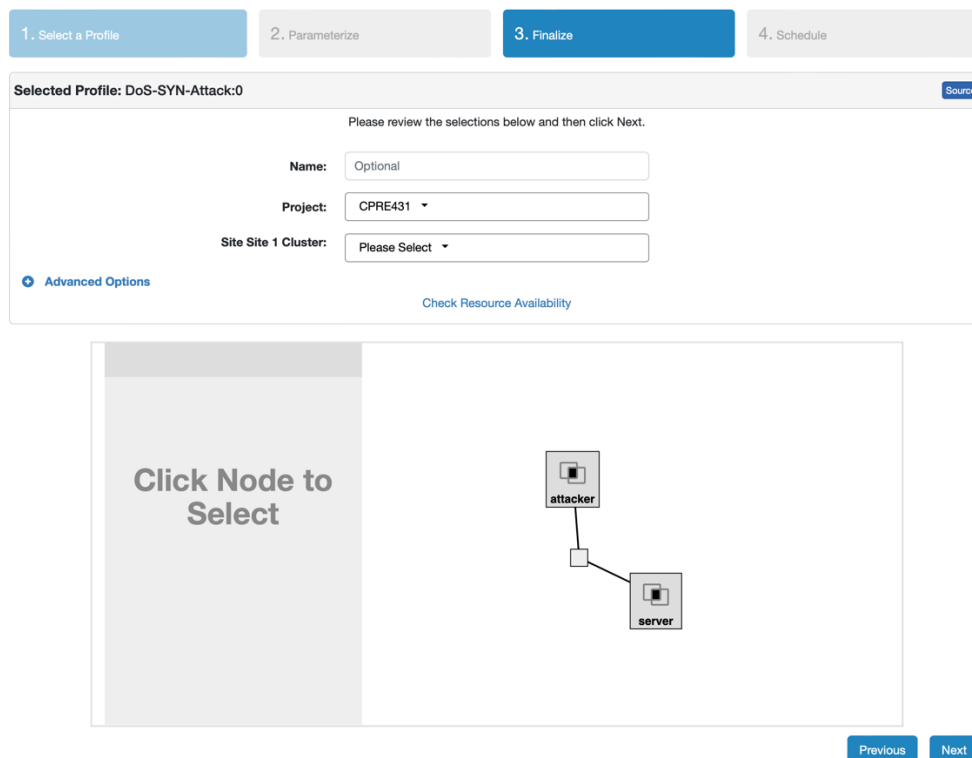 1. Select a Profile
2. Parameterize
3. Finalize
4. Schedule
Selected Profile: DoS-SYN-Attack:0
Source
Please review the selections below and then click Next.
Name: Optional
Project: CPRE431
Site Site 1 Cluster: Please Select
Advanced Options
Check Resource Availability
Click Node to
Select
attacker
server
Previous
Next